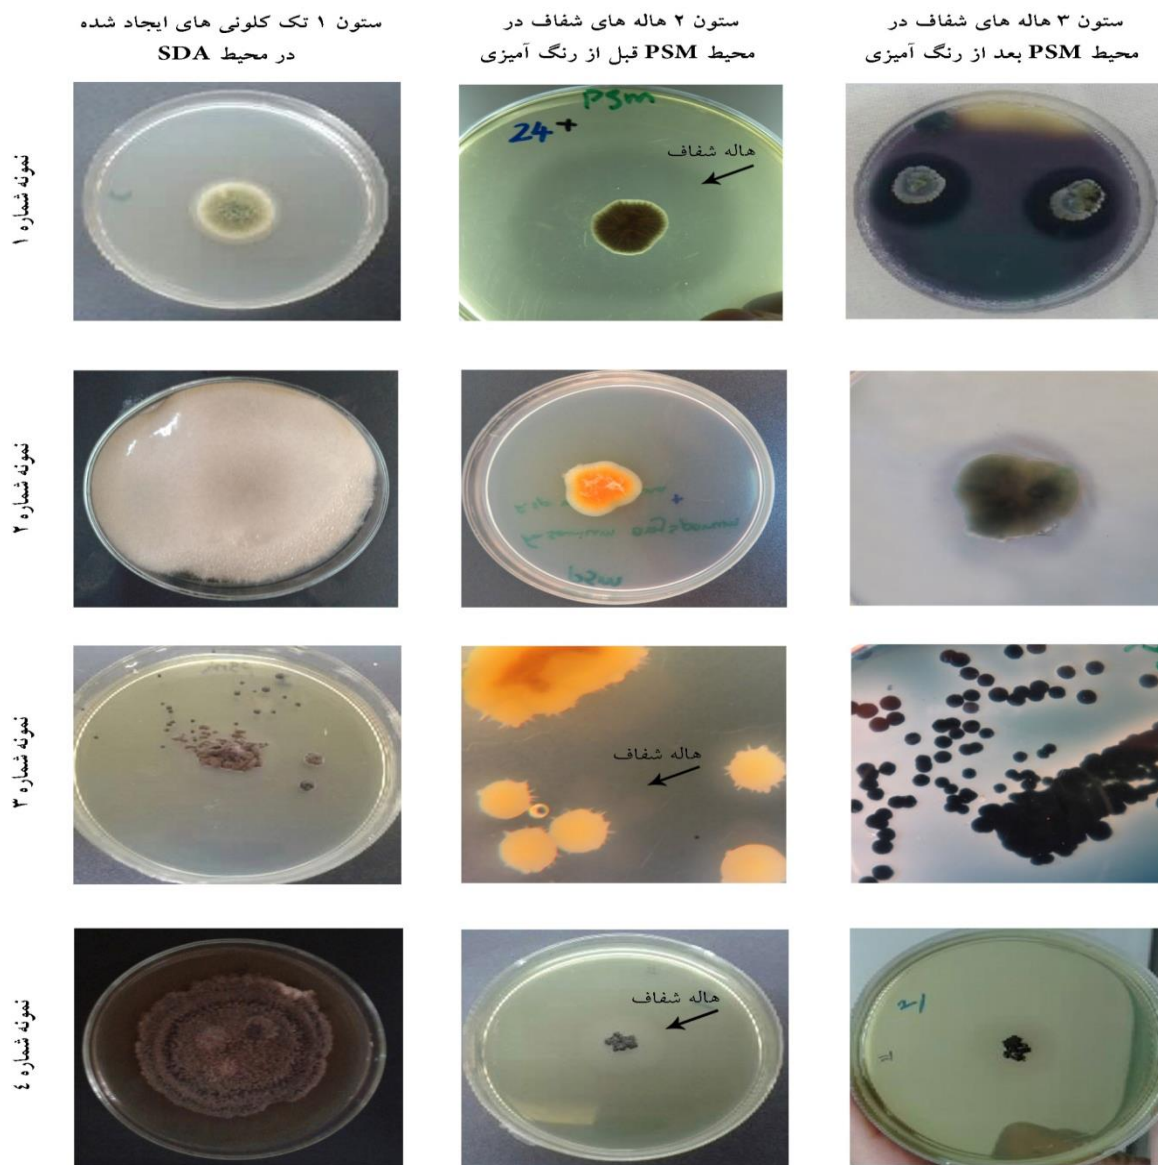 ستون ۳ هاله های شفاف در
محیط PSM بعد از رنگ آمیزی
ستون ۲ هاله های شفاف در
محیط PSM قبل از رنگ آمیزی
ستون ۱ تک کلونی های ایجاد شده
در محیط SDA
نمونه شماره ۱
PSM
24+
هاله شفاف
نمونه شماره ۲
نمونه شماره ۳
هاله شفاف
نمونه شماره ٤
هاله شفاف
21